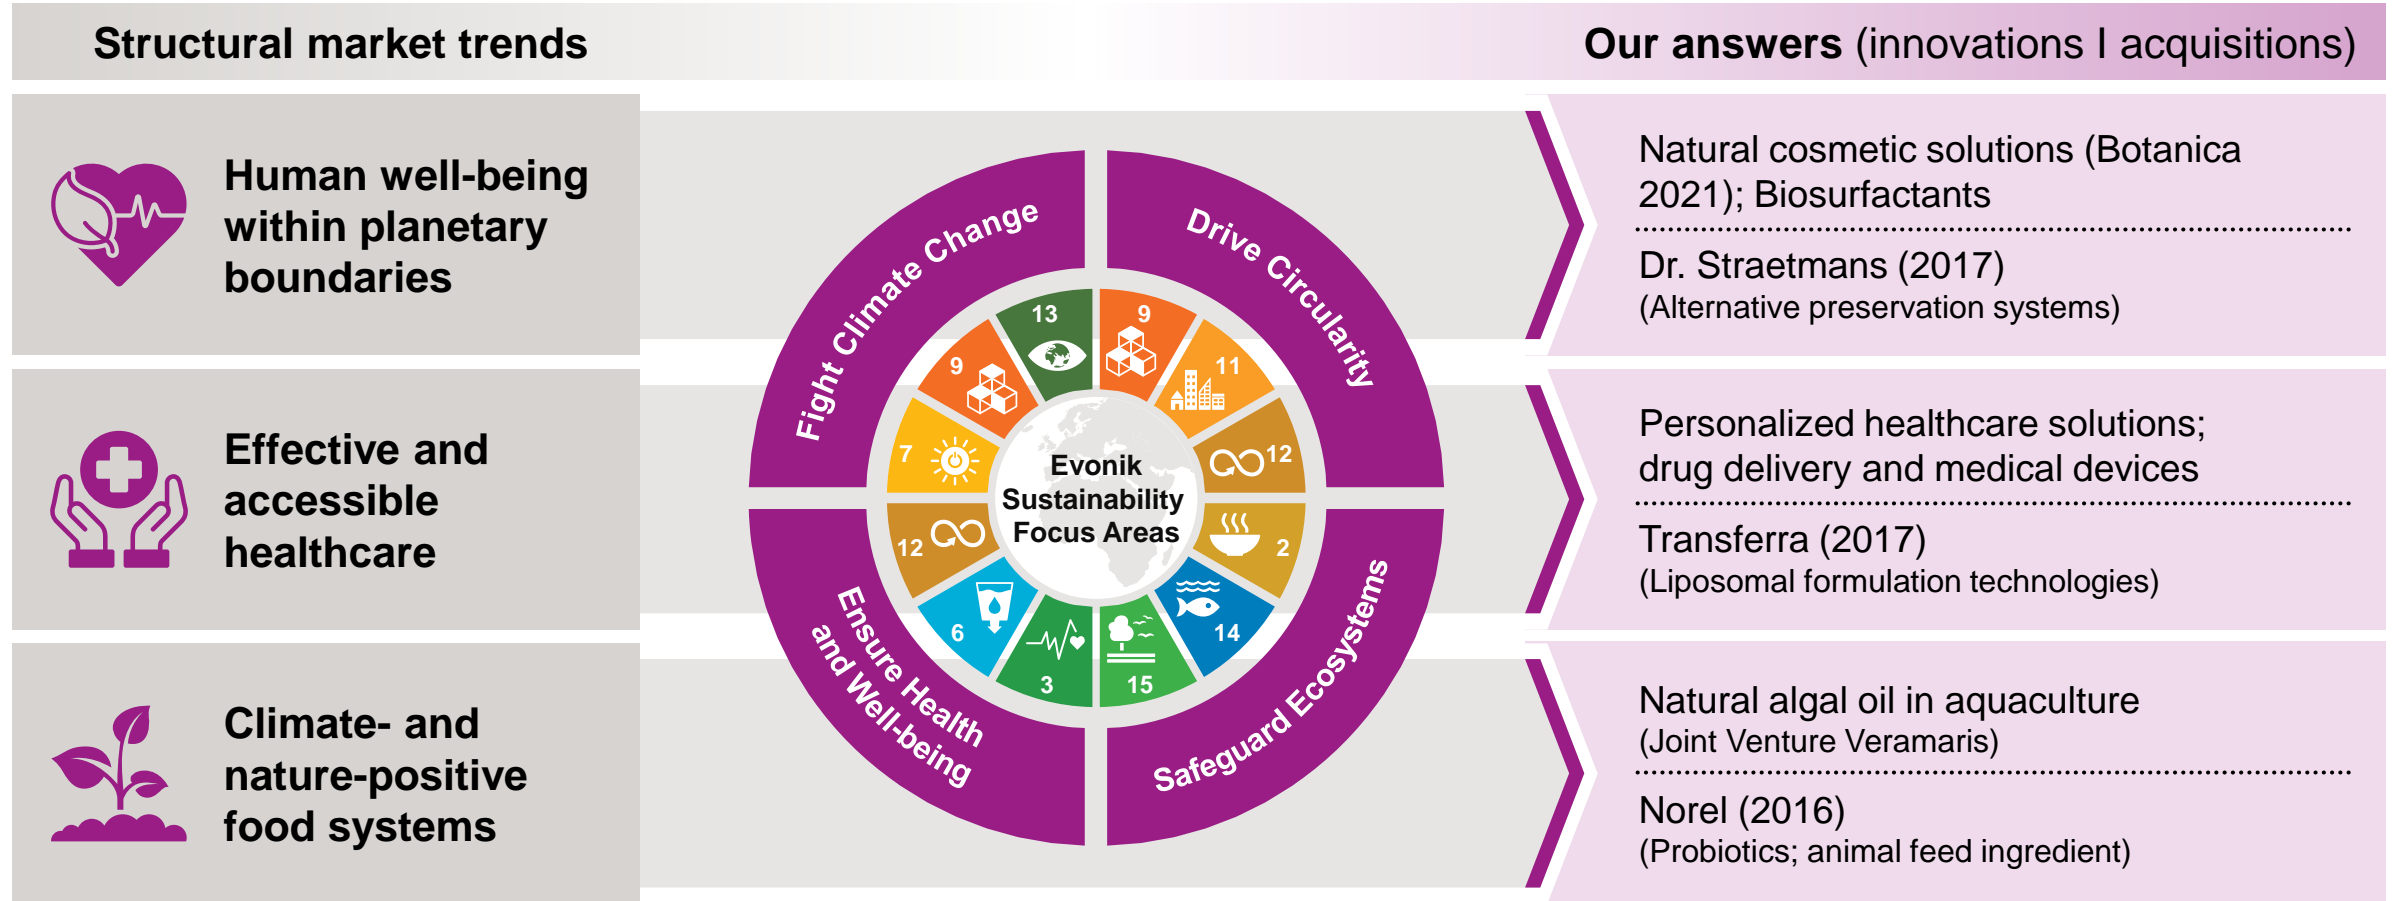 Structural market trends
Our answers (innovations I acquisitions)
Human well-being
within planetary
boundaries
Effective and
accessible
healthcare
Climate- and
nature-positive
food systems
Fight Climate Change
Drive Circularity
Ensure Health
and Well-being
Safeguard Ecosystems
13
9
9
11
7
12
12
2
6
14
3
15
Evonik
Sustainability
Focus Areas
Natural cosmetic solutions (Botanica
2021); Biosurfactants
Dr. Straetmans (2017)
(Alternative preservation systems)
Personalized healthcare solutions;
drug delivery and medical devices
Transferra (2017)
(Liposomal formulation technologies)
Natural algal oil in aquaculture
(Joint Venture Veramaris)
Norel (2016)
(Probiotics; animal feed ingredient)